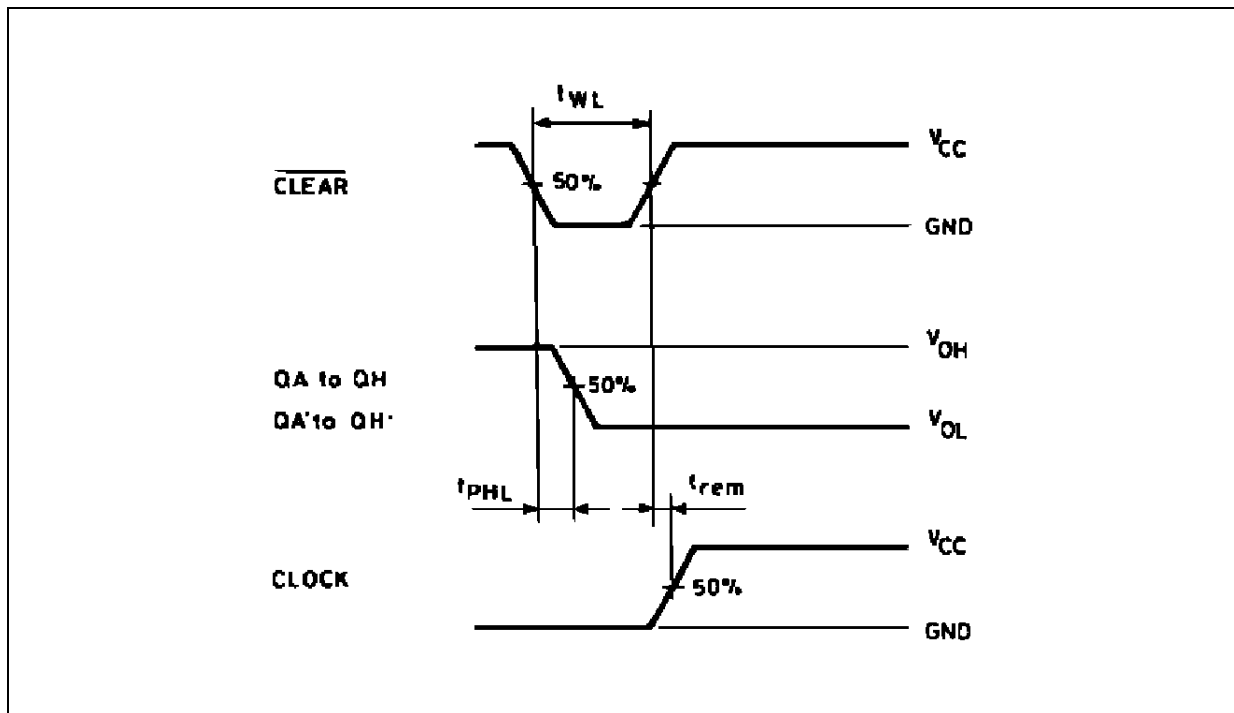 tWL
VCC
CLEAR
50%
GND
VOH
QA to QH
50%
QA' to QH'
VOL
tPHL
trem
VCC
CLOCK
50%
GND